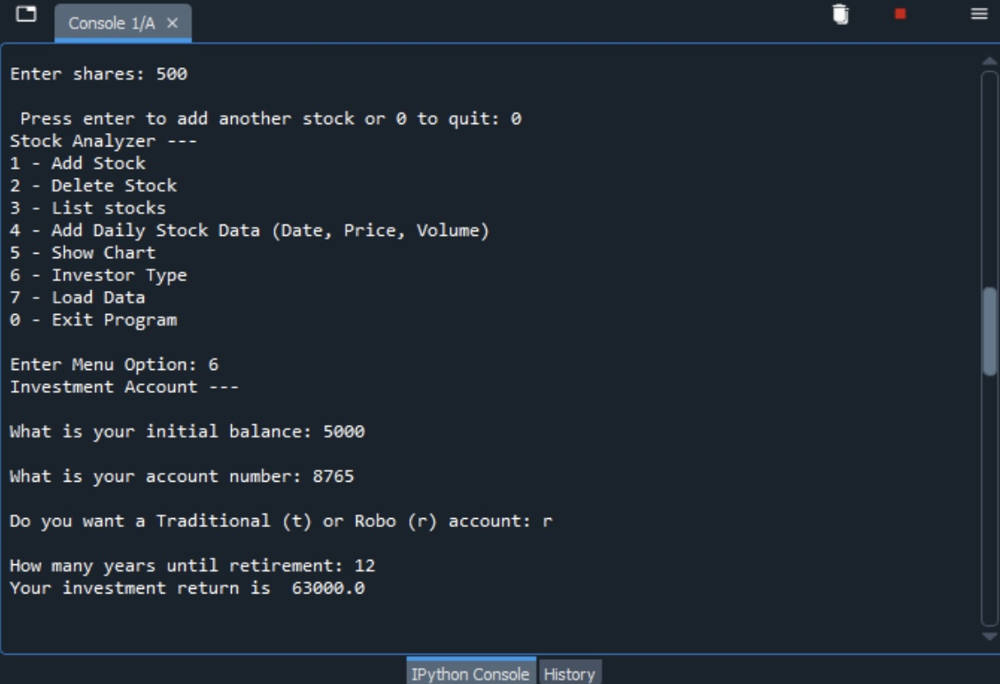 Console 1/A ×
Enter shares: 500
Press enter to add another stock or 0 to quit: 0
Stock Analyzer ---
1 - Add Stock
2 - Delete Stock
3 - List stocks
4 - Add Daily Stock Data (Date, Price, Volume)
5 - Show Chart
6 - Investor Type
7 - Load Data
0 - Exit Program
Enter Menu Option: 6
Investment Account ---
What is your initial balance: 5000
What is your account number: 8765
Do you want a Traditional (t) or Robo (r) account: r
How many years until retirement: 12
Your investment return is  63000.0
IPython Console History